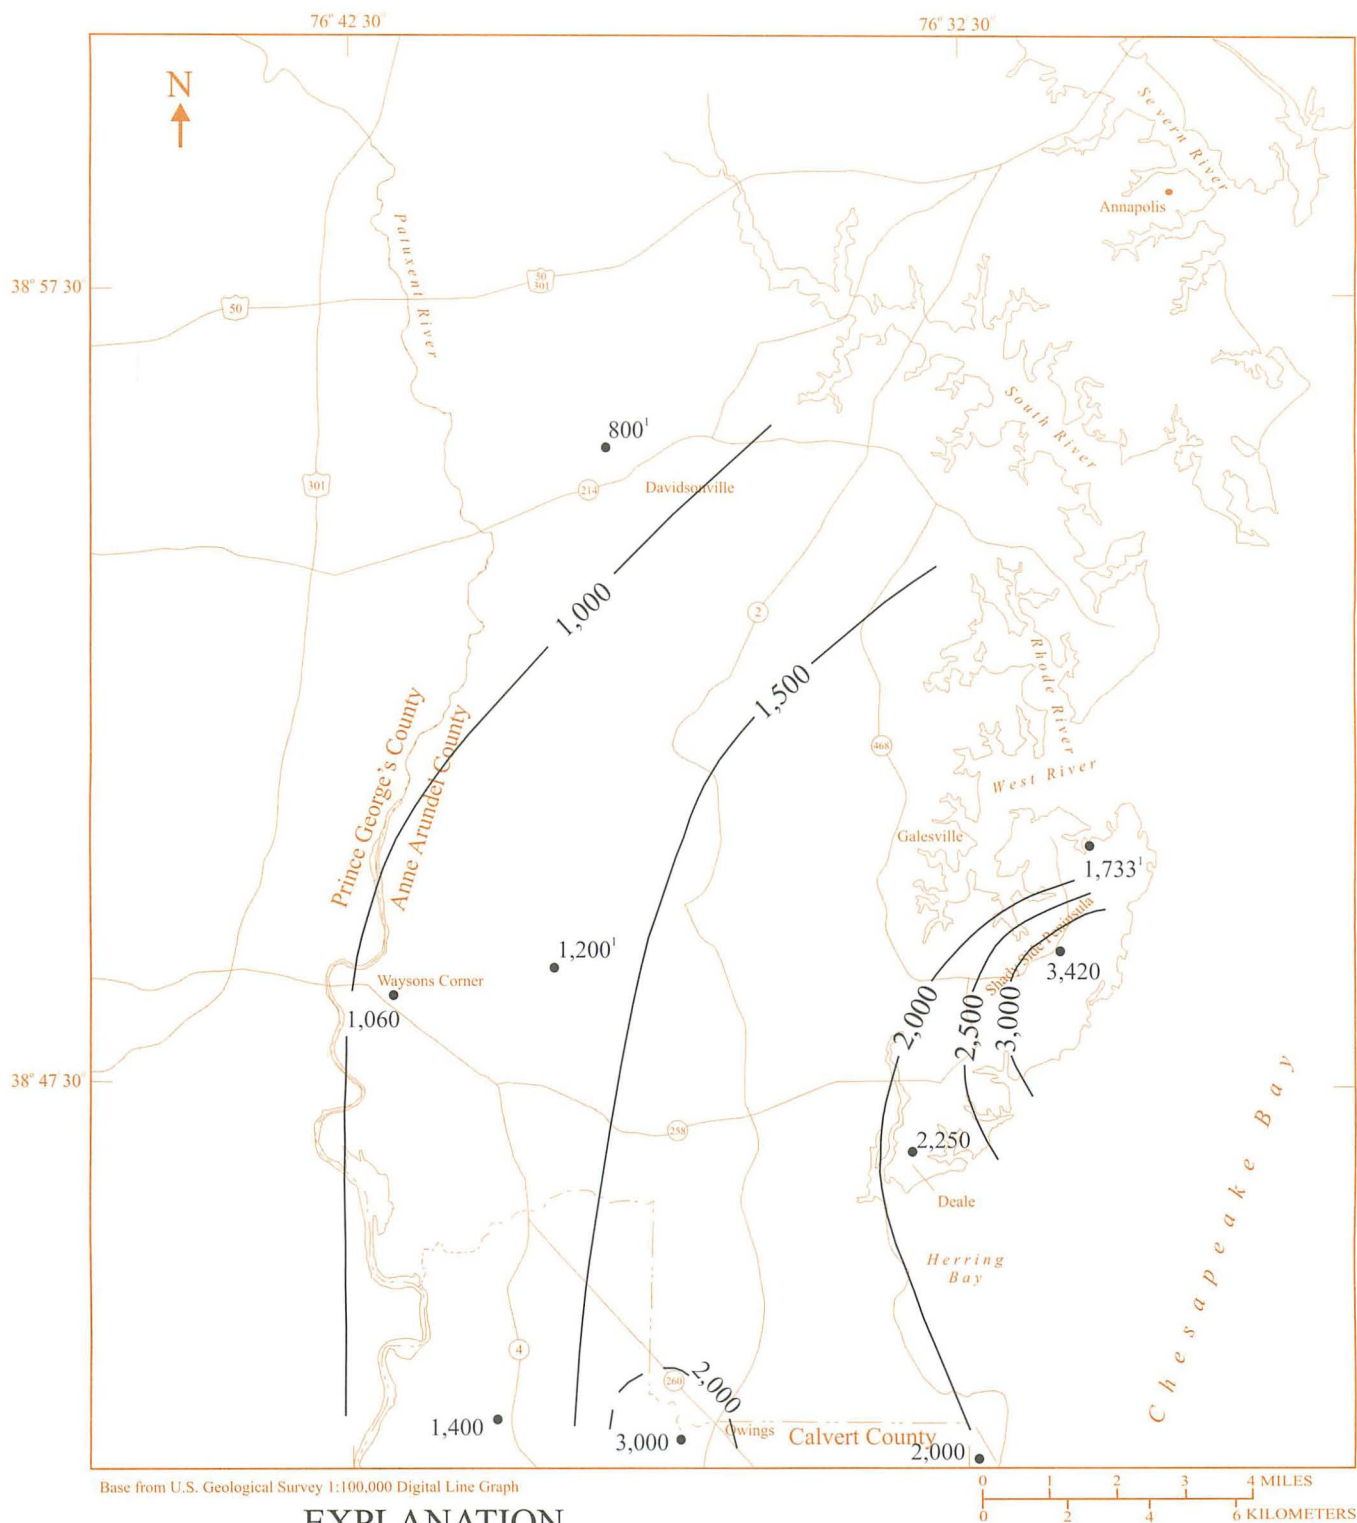 76° 42' 30"
76° 32' 30"
N
Severn River
Annapolis
Patuxent River
38° 57' 30"
50
50
301
South River
800¹
301
214
Davidsonville
1,000
2
Rhode River
1,500
Prince George's County
Anne Arundel County
468
West River
Galesville
1,733¹
Shady Side Peninsula
1,200¹
3,420
Waysons Corner
2,000
2,500
3,000
1,060
38° 47' 30"
258
2,250
Deale
Herring
Bay
Chesapeake Bay
4
260
2,000
1,400
3,000
Owings
Calvert County
2,000
Base from U.S. Geological Survey 1:100,000 Digital Line Graph
0 1 2 3 4 MILES
0 2 4 6 KILOMETERS
EXPLANATION